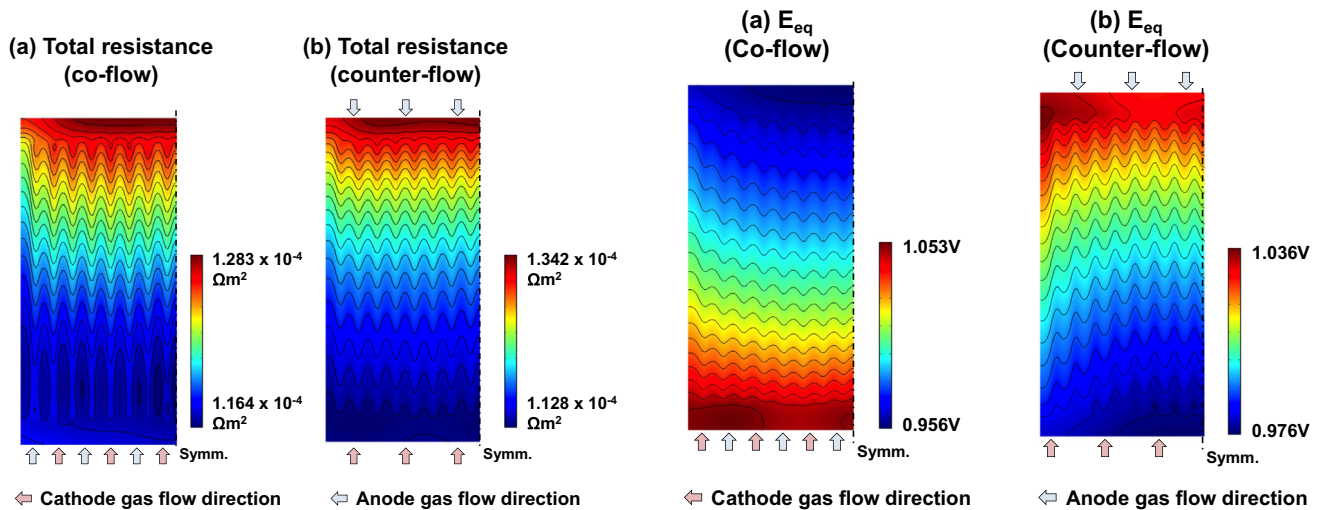 (a) Total resistance
(co-flow)
(b) Total resistance
(counter-flow)
1.283 x 10⁻⁴
Ωm²
1.164 x 10⁻⁴
Ωm²
Symm.
1.342 x 10⁻⁴
Ωm²
1.128 x 10⁻⁴
Ωm²
Symm.
Cathode gas flow direction
Anode gas flow direction
(a) Eeq
(Co-flow)
(b) Eeq
(Counter-flow)
1.053V
0.956V
Symm.
1.036V
0.976V
Symm.
Cathode gas flow direction
Anode gas flow direction